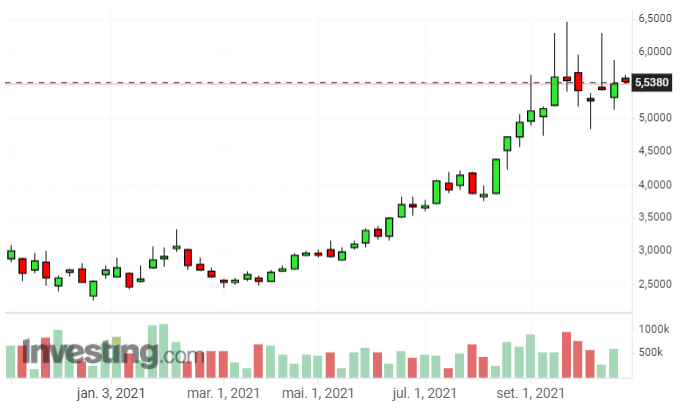 6,5000
6,0000
5,5380
5,0000
4,5000
4,0000
3,5000
3,0000
2,5000
1000k
500k
Investing.com
jan. 3, 2021 mar. 1, 2021 mai. 1, 2021 jul. 1, 2021 set. 1, 2021